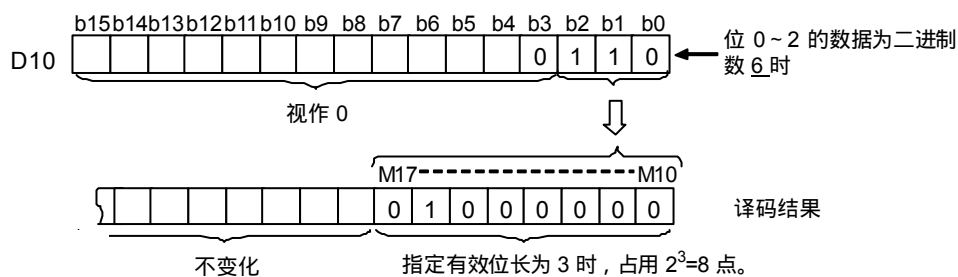 b15 b14 b13 b12 b11 b10 b9 b8 b7 b6 b5 b4 b3 b2 b1 b0
D10 0 1 1 0
位 0~2 的数据为二进制
数 6 时
视作 0
M17 M10
0 1 0 0 0 0 0 0
译码结果
不变化
指定有效位长为 3 时，占用 2³=8 点。